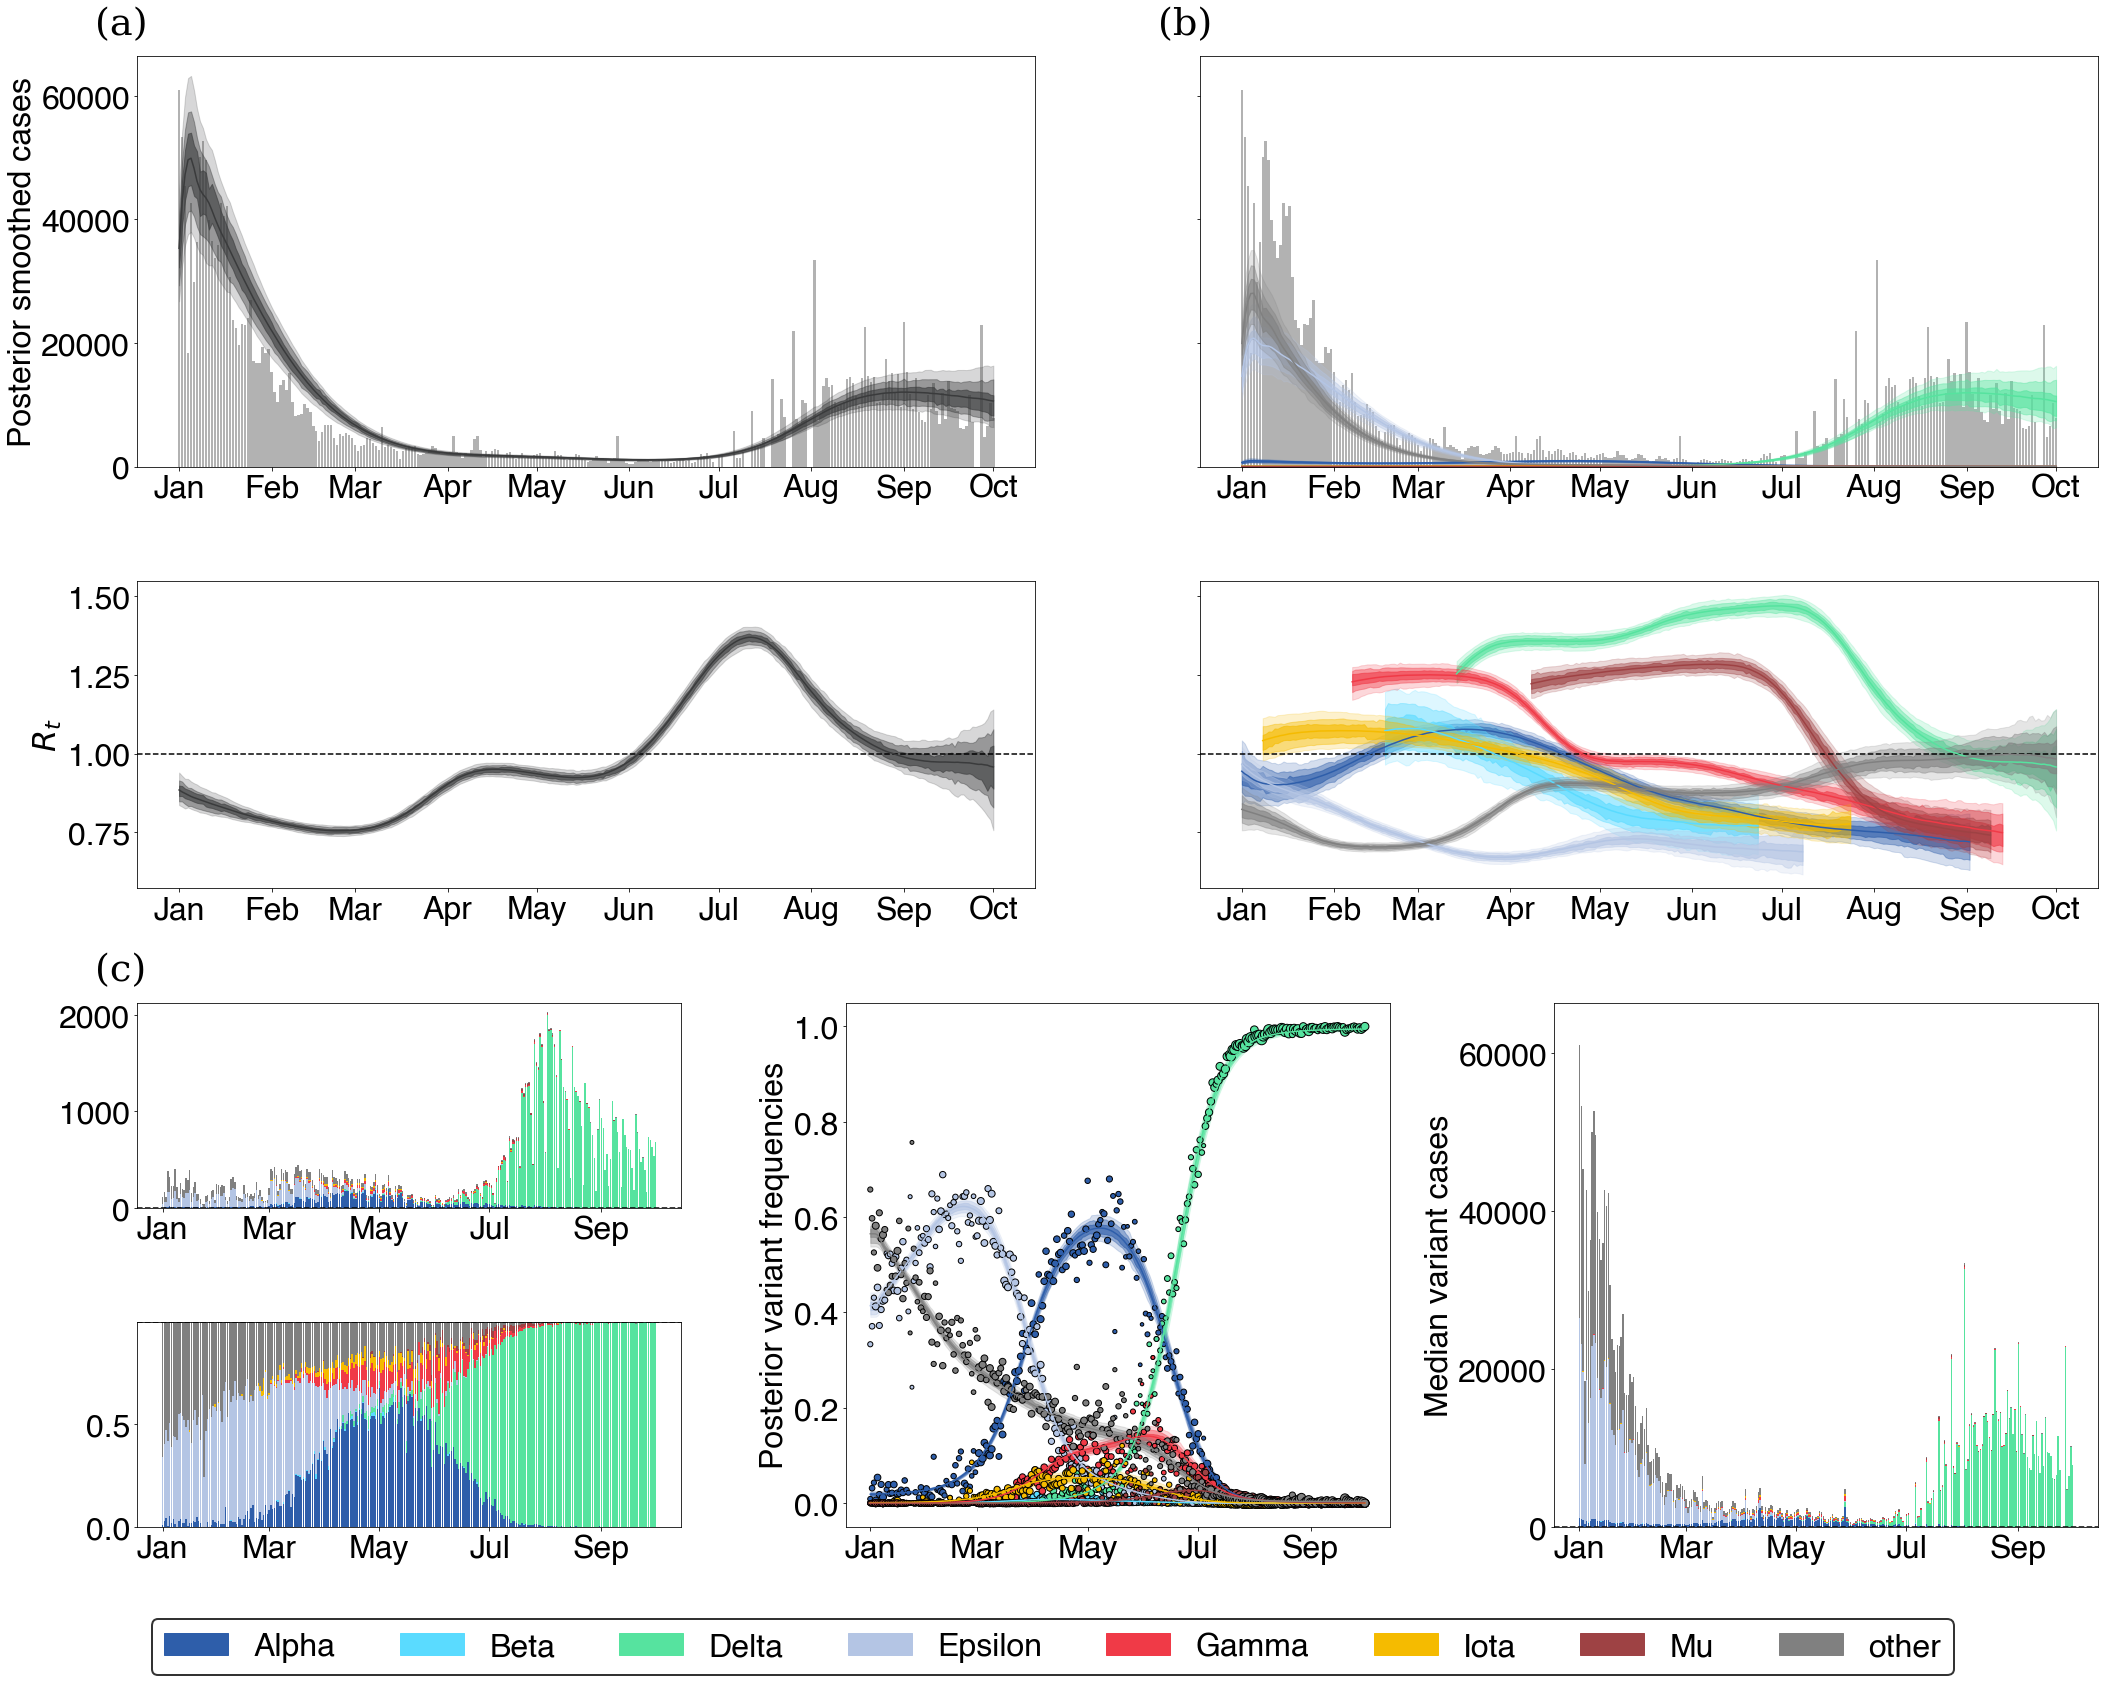 (a)
(b)
Posterior smoothed cases
60000
40000
20000
0
Jan Feb Mar Apr May Jun Jul Aug Sep Oct
Jan Feb Mar Apr May Jun Jul Aug Sep Oct
Rt
1.50
1.25
1.00
0.75
Jan Feb Mar Apr May Jun Jul Aug Sep Oct
Jan Feb Mar Apr May Jun Jul Aug Sep Oct
(c)
2000
1000
0
Jan Mar May Jul Sep
0.5
0.0
Jan Mar May Jul Sep
Posterior variant frequencies
1.0
0.8
0.6
0.4
0.2
0.0
Jan Mar May Jul Sep
Median variant cases
60000
40000
20000
0
Jan Mar May Jul Sep
Alpha Beta Delta Epsilon Gamma Iota Mu other